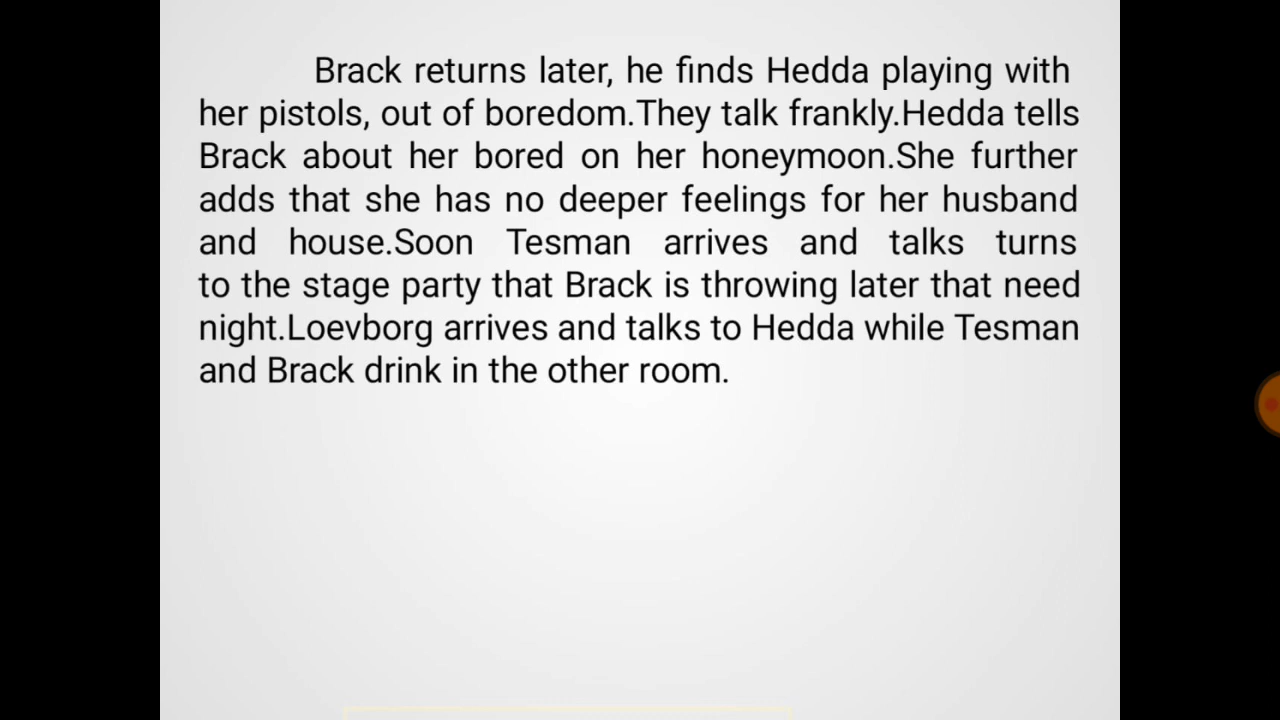 Brack returns later, he finds Hedda playing with
her pistols, out of boredom.They talk frankly.Hedda tells
Brack about her bored on her honeymoon.She further
adds that she has no deeper feelings for her husband
and house.Soon Tesman arrives and talks turns
to the stage party that Brack is throwing later that need
night.Loevborg arrives and talks to Hedda while Tesman
and Brack drink in the other room.